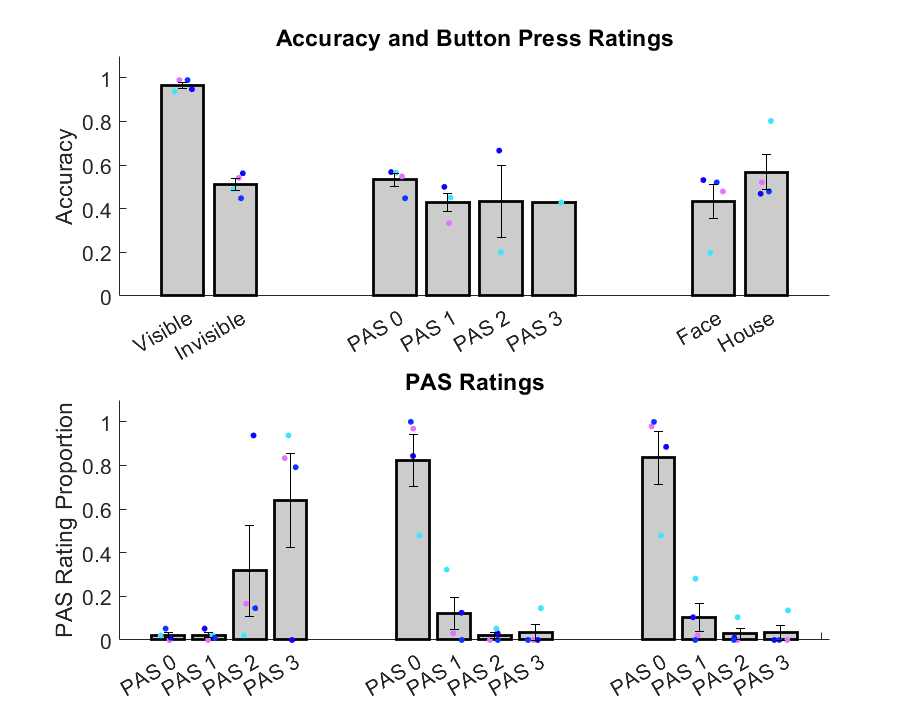 Accuracy and Button Press Ratings
Accuracy
1
0.8
0.6
0.4
0.2
0
Visible
Invisible
PAS 0
PAS 1
PAS 2
PAS 3
Face
House
PAS Ratings
PAS Rating Proportion
1
0.8
0.6
0.4
0.2
0
PAS 0
PAS 1
PAS 2
PAS 3
PAS 0
PAS 1
PAS 2
PAS 3
PAS 0
PAS 1
PAS 2
PAS 3